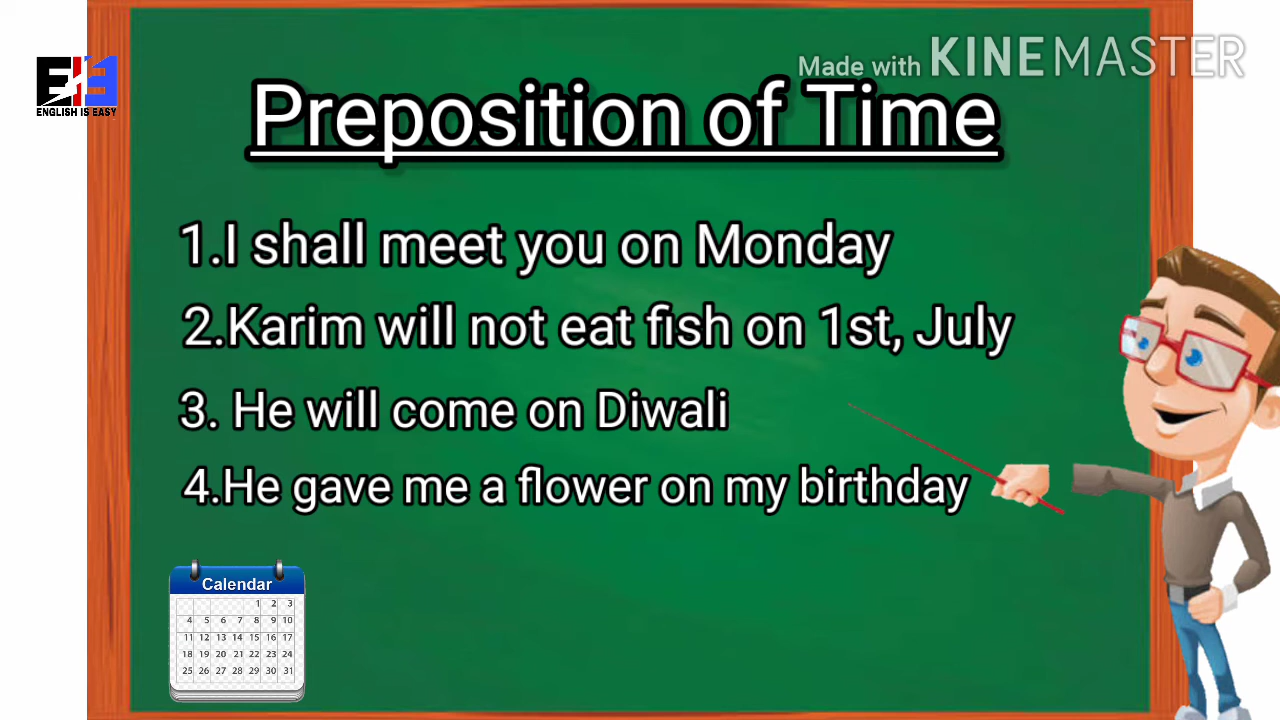 Made with KINEMASTER
EIE
ENGLISH IS EASY
Preposition of Time
1.I shall meet you on Monday
2.Karim will not eat fish on 1st, July
3. He will come on Diwali
4.He gave me a flower on my birthday
Calendar
1 2 3
4 5 6 7 8 9 10
11 12 13 14 15 16 17
18 19 20 21 22 23 24
25 26 27 28 29 30 31